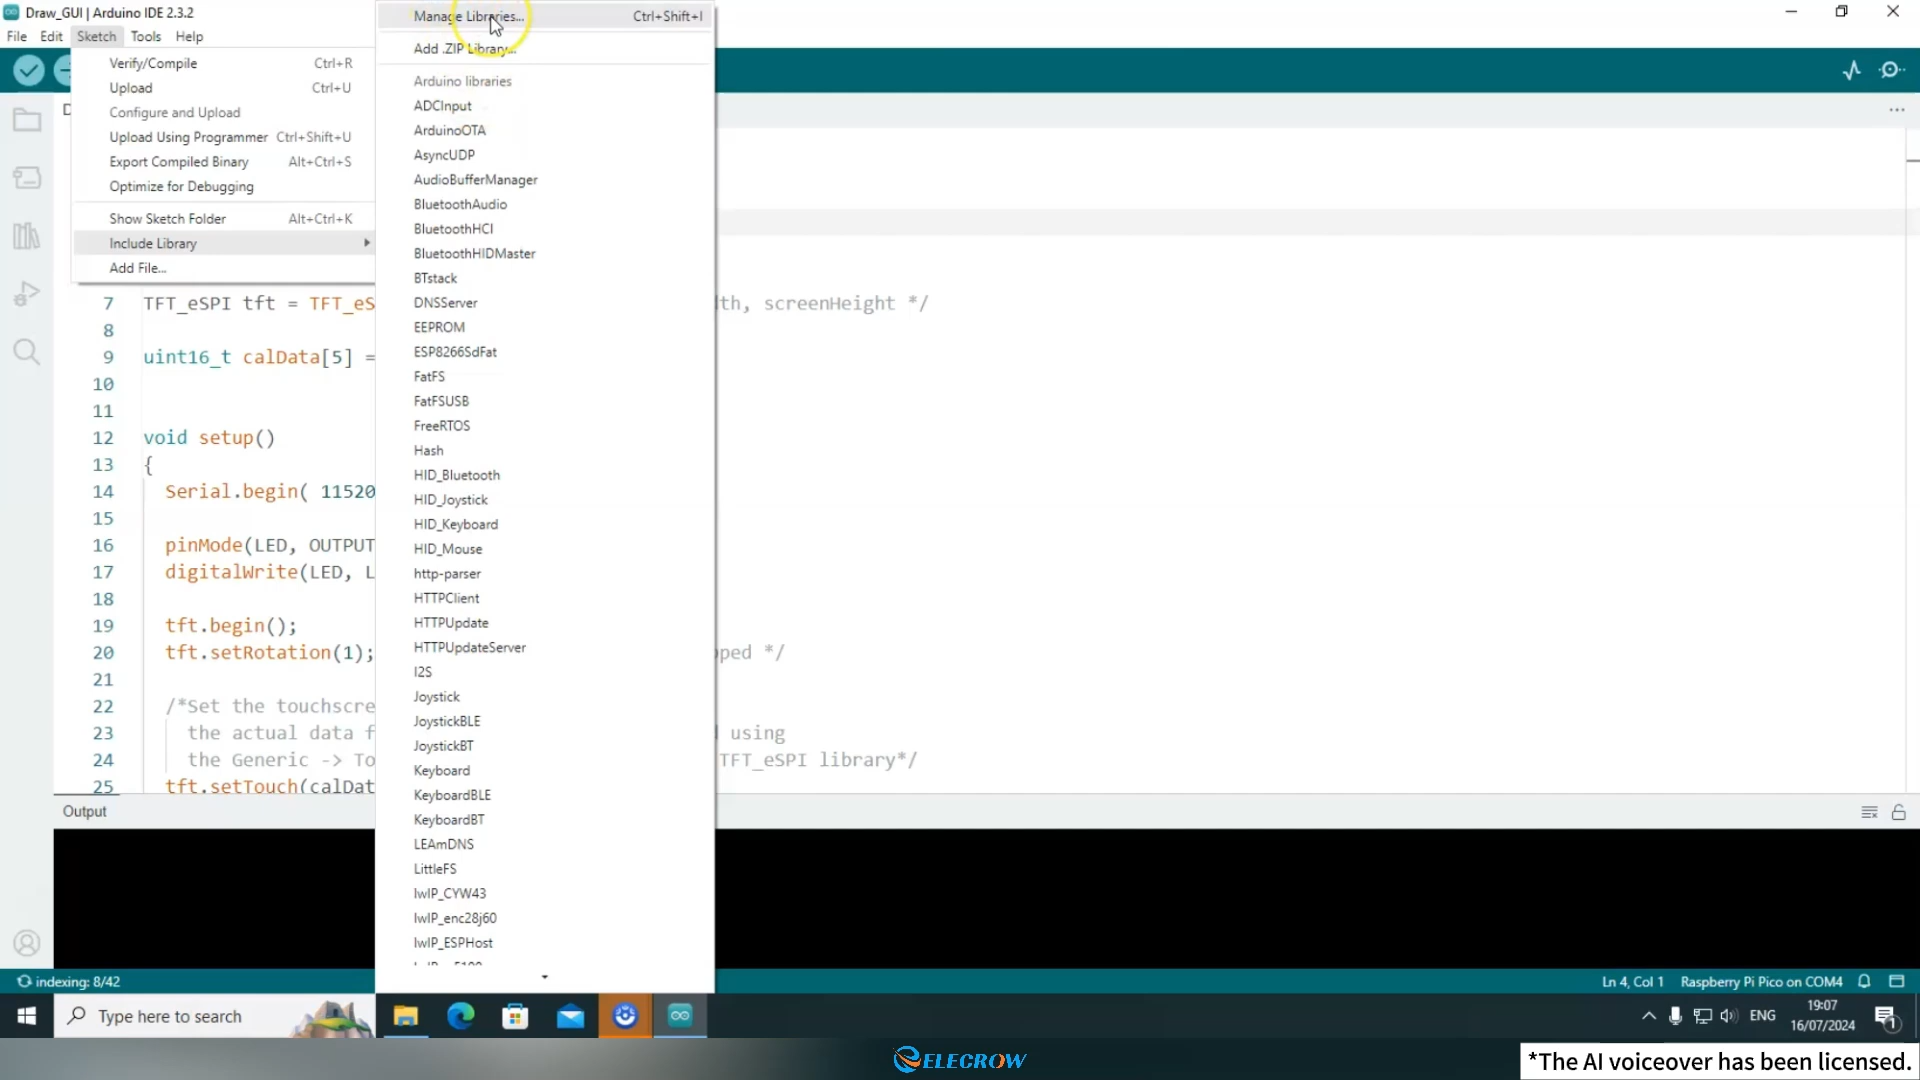 Draw_GUI | Arduino IDE 2.3.2
File Edit Sketch Tools Help
Verify/Compile Ctrl+R
Upload Ctrl+U
Configure and Upload
Upload Using Programmer Ctrl+Shift+U
Export Compiled Binary Alt+Ctrl+S
Optimize for Debugging
Show Sketch Folder Alt+Ctrl+K
Include Library
Add File...
Manage Libraries... Ctrl+Shift+I
Add .ZIP Library...
Arduino libraries
ADCInput
ArduinoOTA
AsyncUDP
AudioBufferManager
BluetoothAudio
BluetoothHCI
BluetoothHIDMaster
BTstack
DNSServer
EEPROM
ESP8266SdFat
FatFS
FatFSUSB
FreeRTOS
Hash
HID_Bluetooth
HID_Joystick
HID_Keyboard
HID_Mouse
http-parser
HTTPClient
HTTPUpdate
HTTPUpdateServer
I2S
Joystick
JoystickBLE
JoystickBT
Keyboard
KeyboardBLE
KeyboardBT
LEAmDNS
LittleFS
lwIP_CYW43
lwIP_enc28j60
lwIP_ESPHost
7 TFT_eSPI tft = TFT_eS th, screenHeight */
8
9 uint16_t calData[5] =
10
11
12 void setup()
13 {
14 Serial.begin( 11520
15
16 pinMode(LED, OUTPUT
17 digitalWrite(LED, L
18
19 tft.begin();
20 tft.setRotation(1); pped */
21
22 /*Set the touchscre
23 the actual data f using
24 the Generic -> To TFT_eSPI library*/
25 tft.setTouch(calDat
Output
indexing: 8/42
Ln 4, Col 1 Raspberry Pi Pico on COM4
Type here to search
ENG
19:07
16/07/2024
1
ELECROW
*The AI voiceover has been licensed.